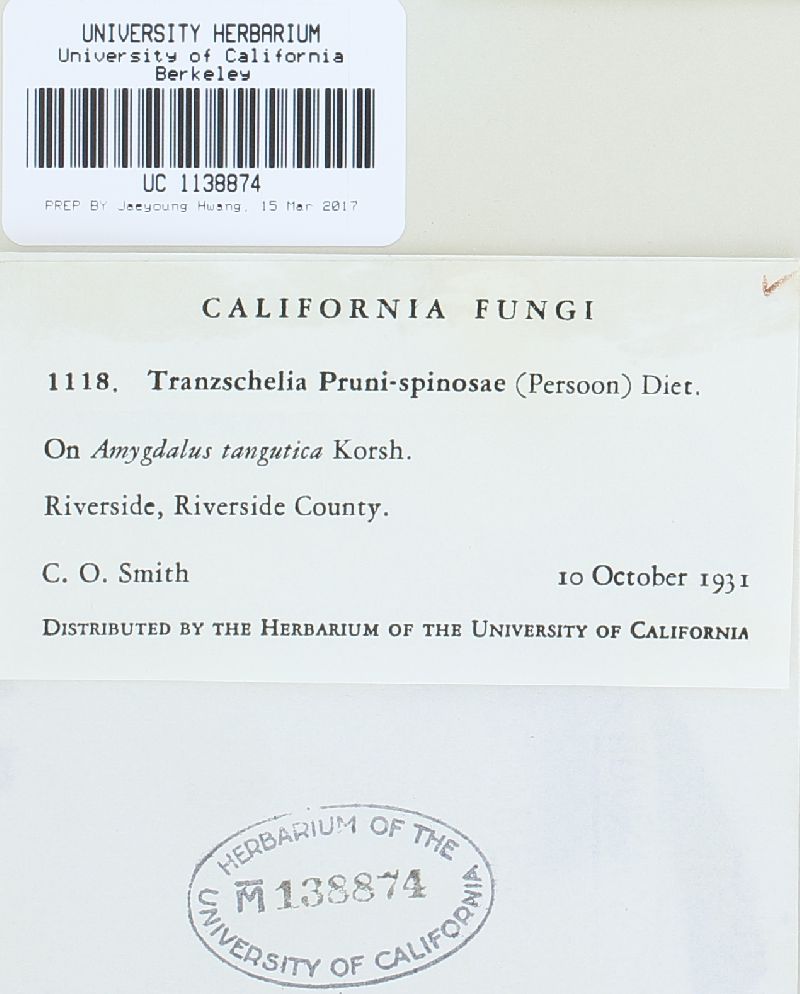 UNIVERSITY HERBARIUM
University of California
Berkeley
UC 1138874
PREP BY Jaeyoung Hwang, 15 Mar 2017
CALIFORNIA FUNGI
1118. Tranzschelia Pruni-spinosae (Persoon) Diet.
On Amygdalus tangutica Korsh.
Riverside, Riverside County.
C. O. Smith 10 October 1931
DISTRIBUTED BY THE HERBARIUM OF THE UNIVERSITY OF CALIFORNIA
HERBARIUM OF THE
M̅ 138874
UNIVERSITY OF CALIFORNIA